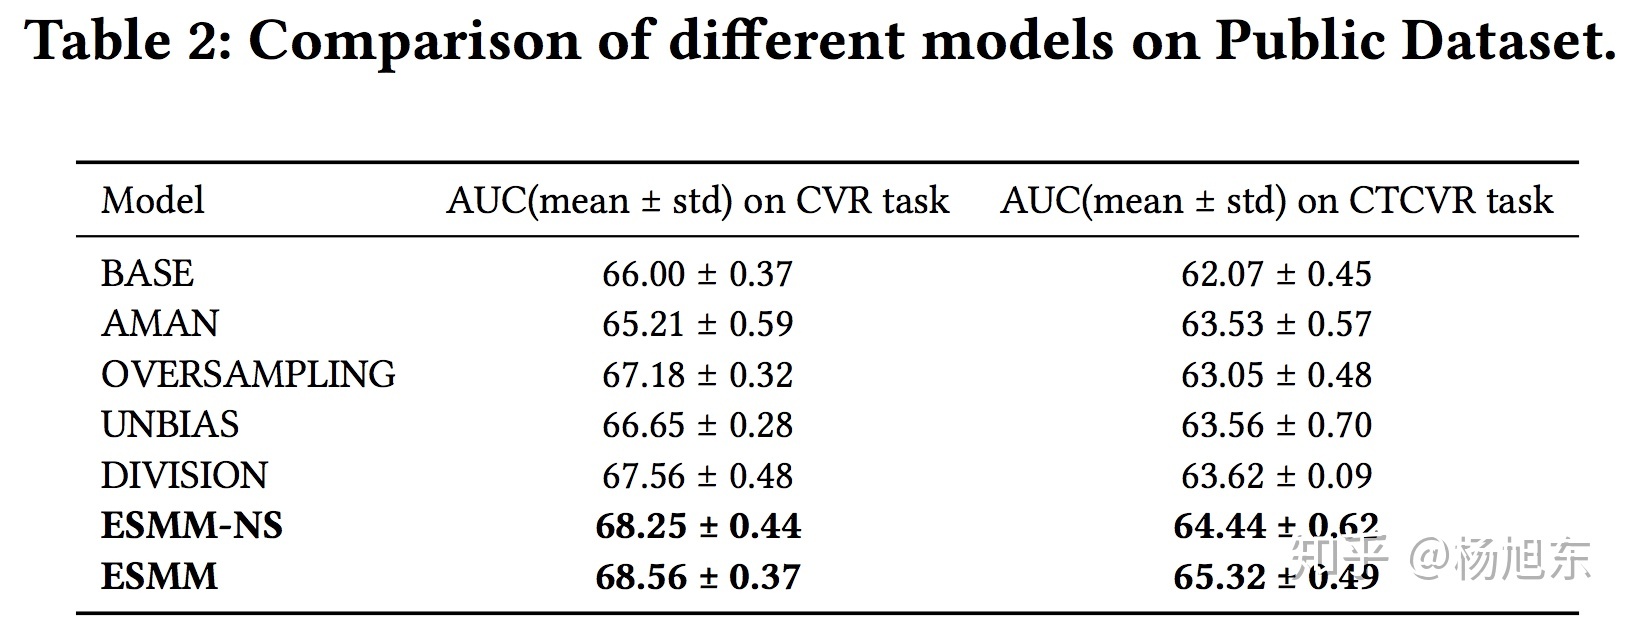 Table 2: Comparison of different models on Public Dataset.
Model AUC(mean ± std) on CVR task AUC(mean ± std) on CTCVR task
BASE 66.00 ± 0.37 62.07 ± 0.45
AMAN 65.21 ± 0.59 63.53 ± 0.57
OVERSAMPLING 67.18 ± 0.32 63.05 ± 0.48
UNBIAS 66.65 ± 0.28 63.56 ± 0.70
DIVISION 67.56 ± 0.48 63.62 ± 0.09
ESMM-NS 68.25 ± 0.44 64.44 ± 0.62
ESMM 68.56 ± 0.37 65.32 ± 0.49
知乎 @杨旭东